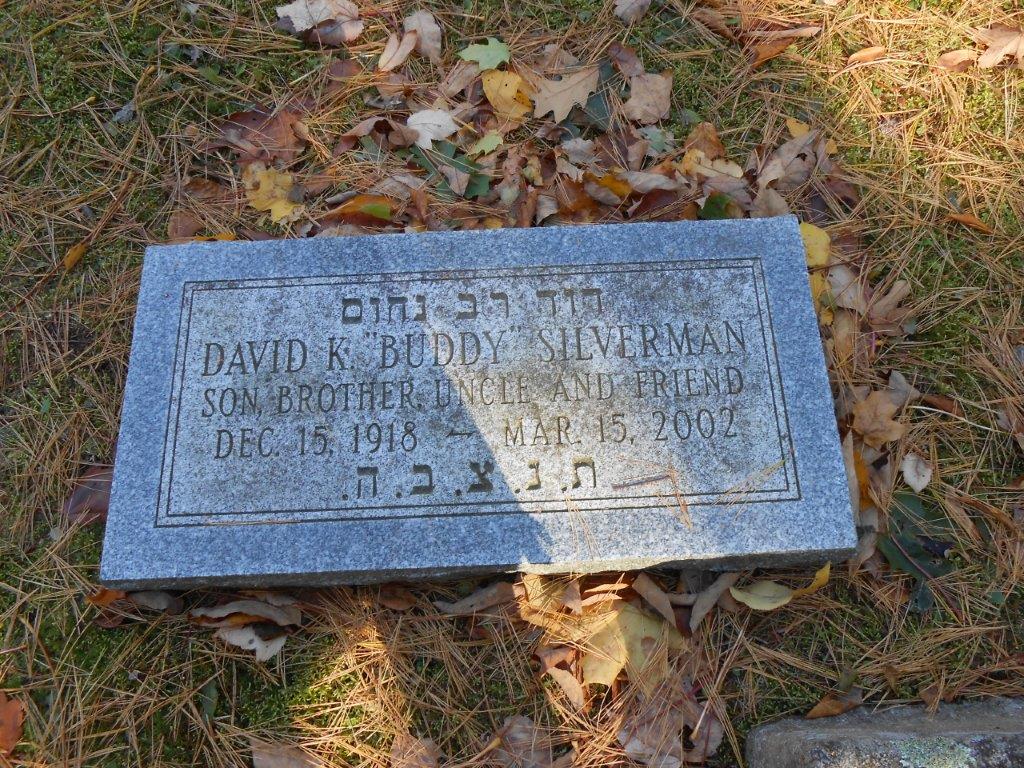 דוד רב נחום
DAVID K. "BUDDY" SILVERMAN
SON, BROTHER, UNCLE AND FRIEND
DEC. 15, 1918 – MAR. 15, 2002
ת.נ.צ.ב.ה.